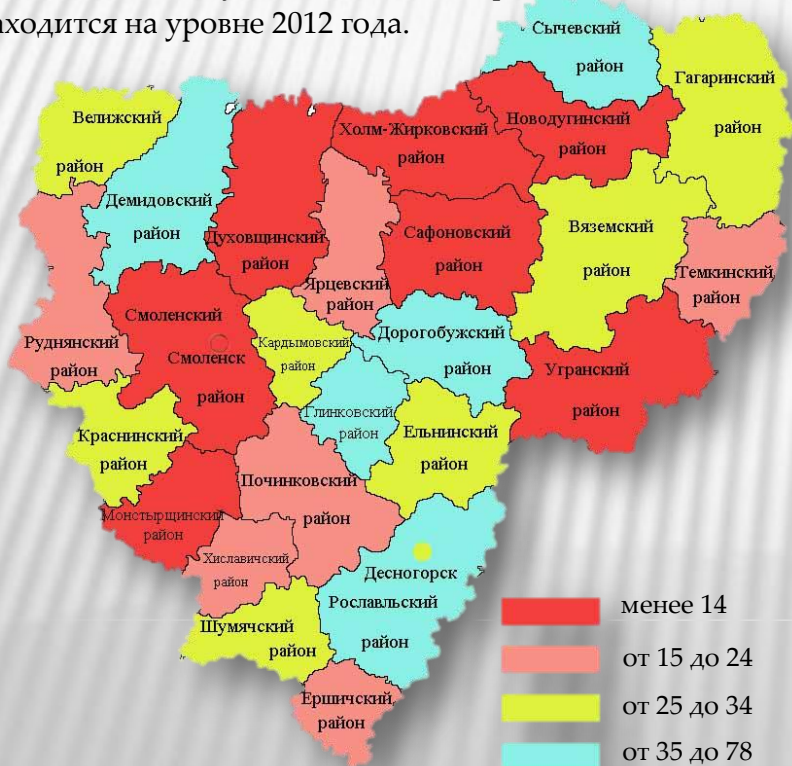 аходится на уровне 2012 года.
Сычевский
район
Гагаринский
район
Велижский
район
Холм-Жирковский
район
Новодугинский
район
Демидовский
район
Духовщинский
район
Сафоновский
район
Вяземский
район
Ярцевский
район
Темкинский
район
Смоленский
Смоленск
район
Руднянский
район
Кардымовский
район
Дорогобужский
район
Угранский
район
Глинковский
район
Краснинский
район
Ельнинский
район
Починковский
район
Монстырщинский
район
Хиславичский
район
Десногорск
Рославльский
район
Шумячский
район
Ершичский
район
менее 14
от 15 до 24
от 25 до 34
от 35 до 78